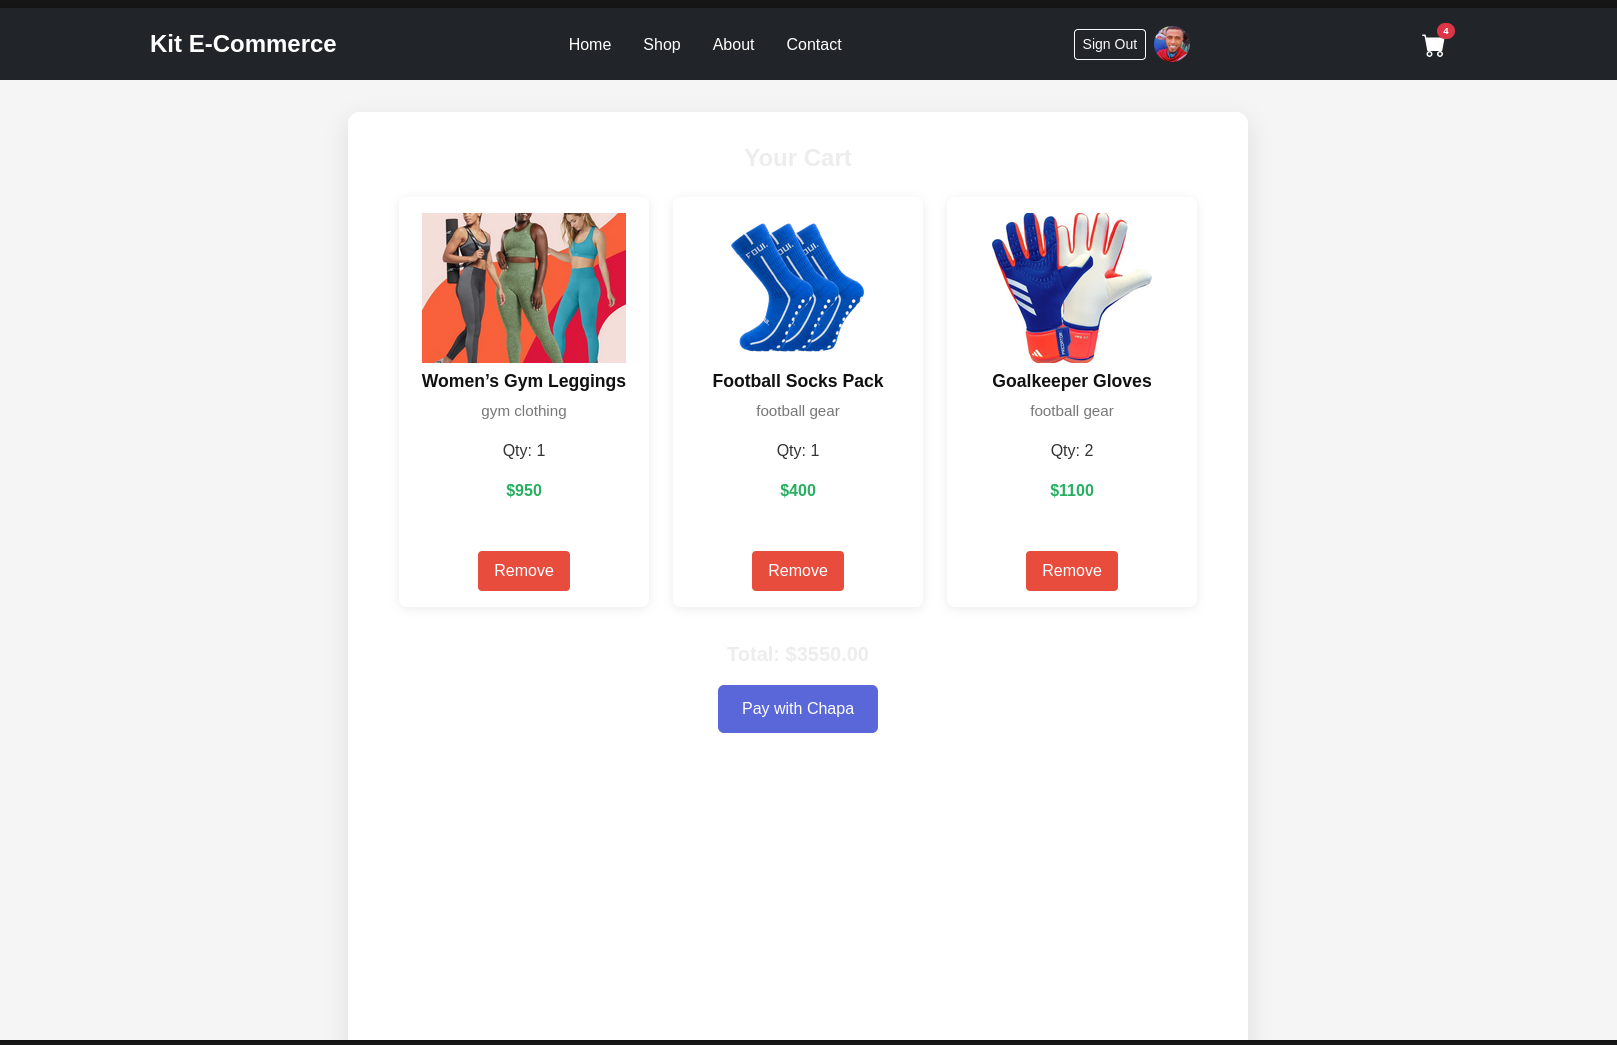 Kit E-Commerce
Home
Shop
About
Contact
Sign Out
4
Your Cart
FOUL.
Women’s Gym Leggings
gym clothing
Qty: 1
$950
Remove
Football Socks Pack
football gear
Qty: 1
$400
Remove
PREDATOR
Goalkeeper Gloves
football gear
Qty: 2
$1100
Remove
Total: $3550.00
Pay with Chapa